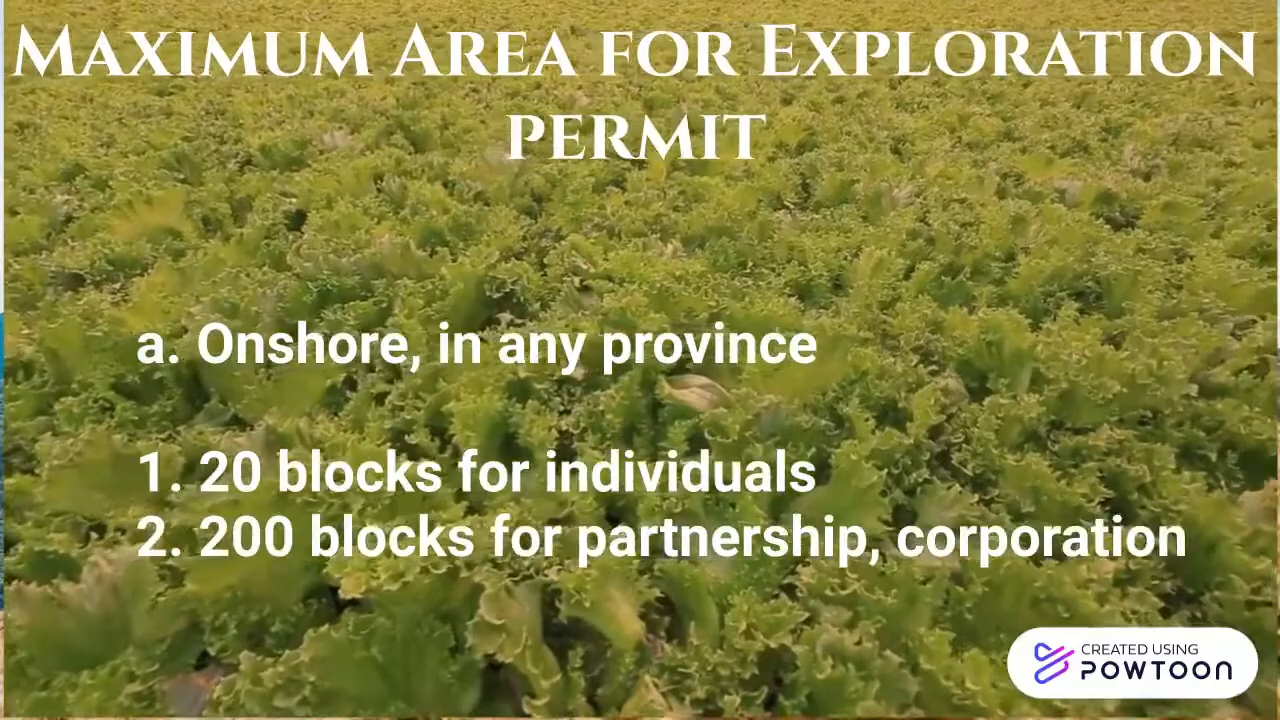 Maximum Area for Exploration
permit
a. Onshore, in any province
1. 20 blocks for individuals
2. 200 blocks for partnership, corporation
CREATED USING
POWTOON